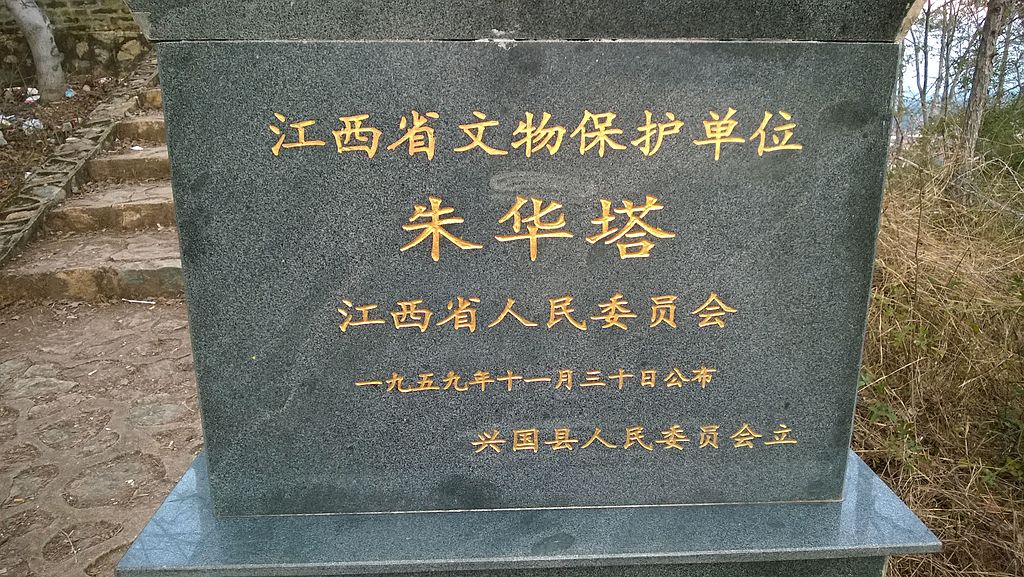 江西省文物保护单位
朱华塔
江西省人民委员会
一九五九年十一月三十日公布
兴国县人民委员会立